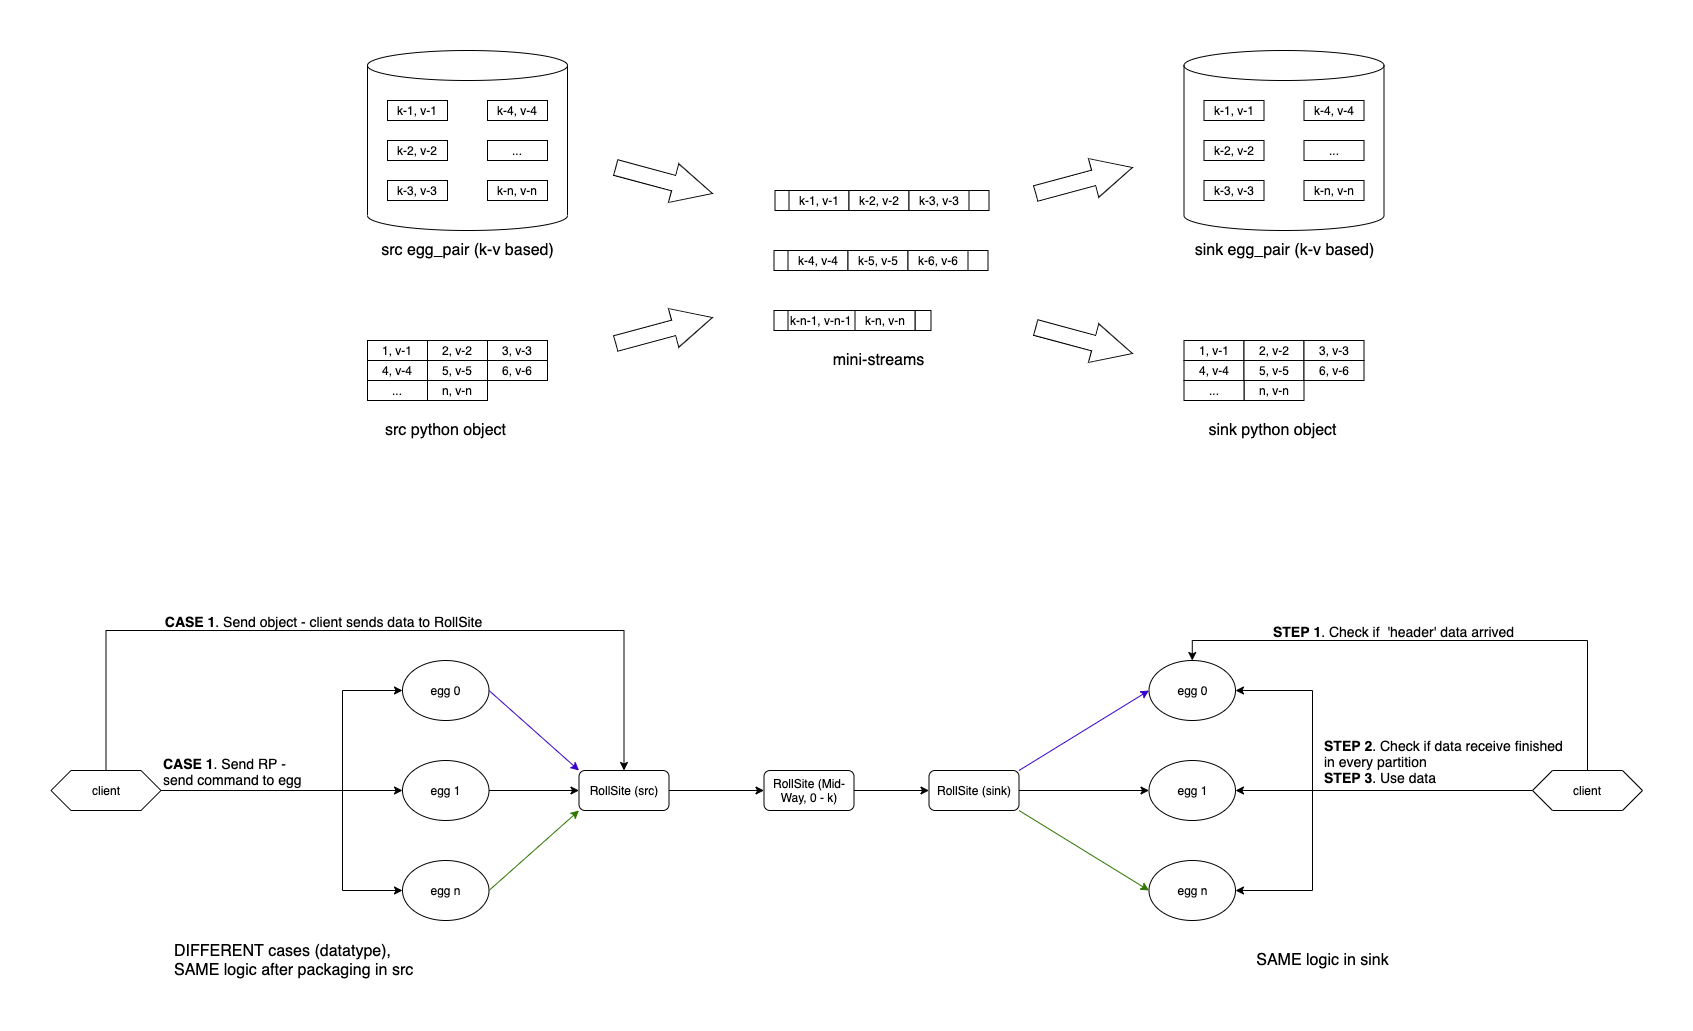 k-1, v-1
k-4, v-4
k-2, v-2
...
k-3, v-3
k-n, v-n
src egg_pair (k-v based)
1, v-1
2, v-2
3, v-3
4, v-4
5, v-5
6, v-6
...
n, v-n
src python object
k-1, v-1
k-2, v-2
k-3, v-3
k-4, v-4
k-5, v-5
k-6, v-6
k-n-1, v-n-1
k-n, v-n
mini-streams
k-1, v-1
k-4, v-4
k-2, v-2
...
k-3, v-3
k-n, v-n
sink egg_pair (k-v based)
1, v-1
2, v-2
3, v-3
4, v-4
5, v-5
6, v-6
...
n, v-n
sink python object
CASE 1. Send object - client sends data to RollSite
client
CASE 1. Send RP -
send command to egg
egg 0
egg 1
egg n
RollSite (src)
RollSite (Mid-
Way, 0 - k)
RollSite (sink)
STEP 1. Check if  'header' data arrived
egg 0
egg 1
egg n
STEP 2. Check if data receive finished
in every partition
STEP 3. Use data
client
DIFFERENT cases (datatype),
SAME logic after packaging in src
SAME logic in sink